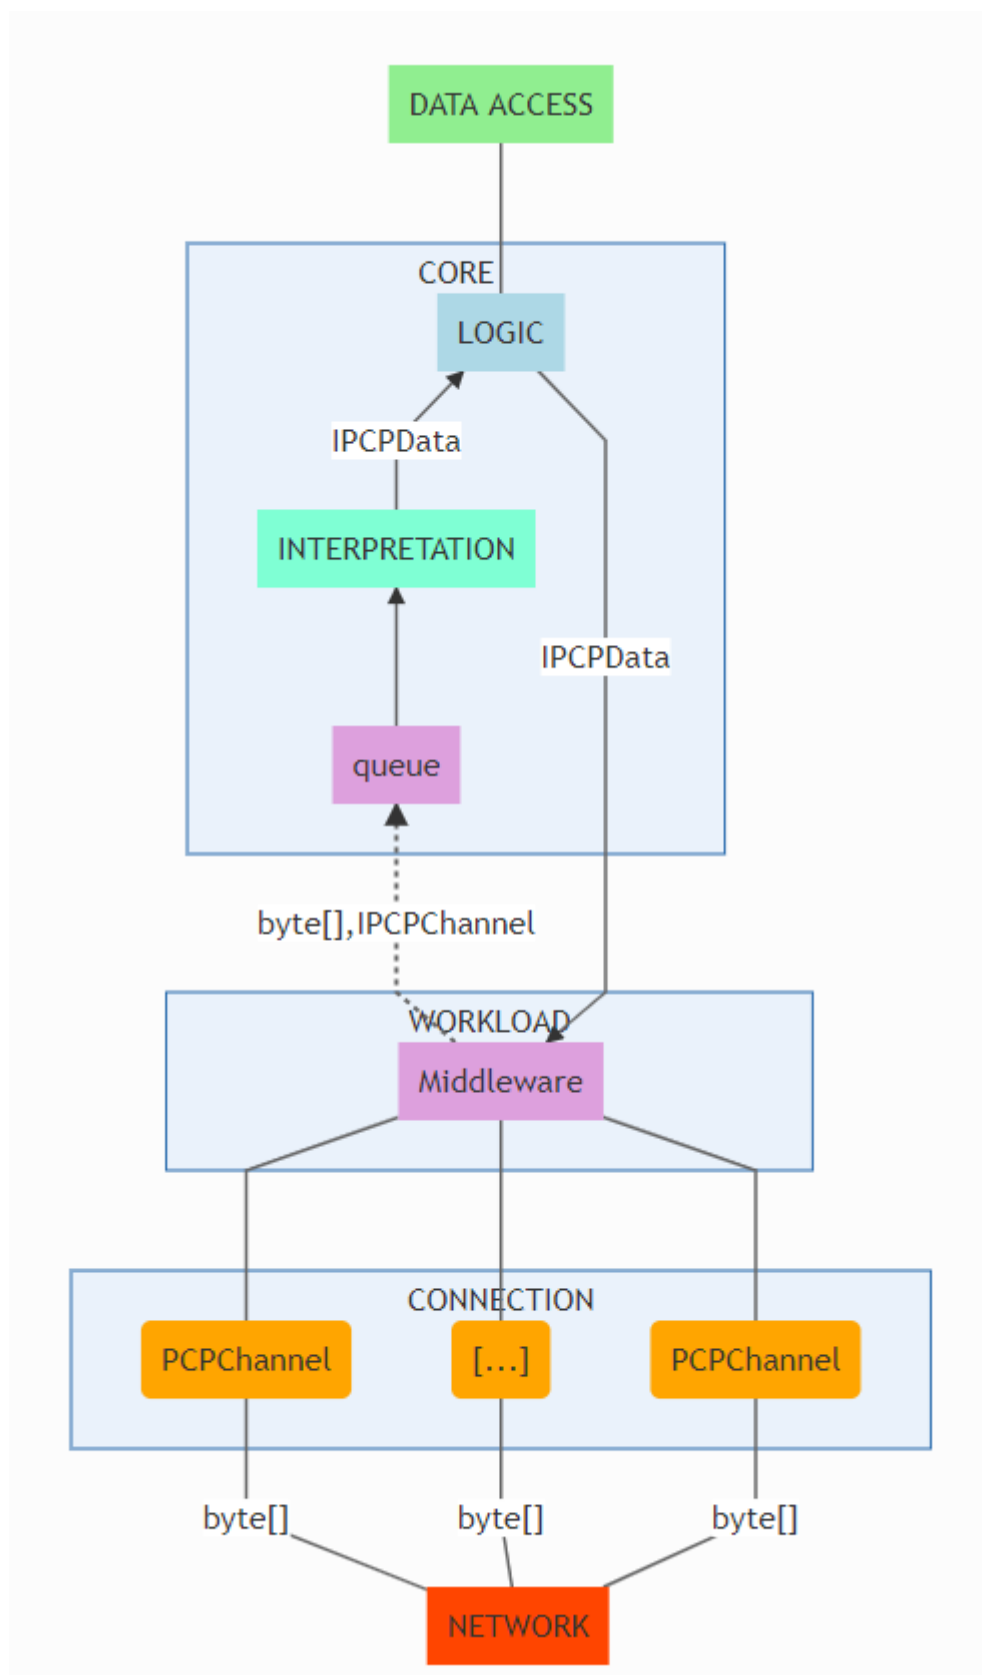 DATA ACCESS
CORE
LOGIC
IPCPData
INTERPRETATION
IPCPData
queue
byte[],IPCPChannel
WORKLOAD
Middleware
CONNECTION
PCPChannel
[...]
PCPChannel
byte[]
byte[]
byte[]
NETWORK